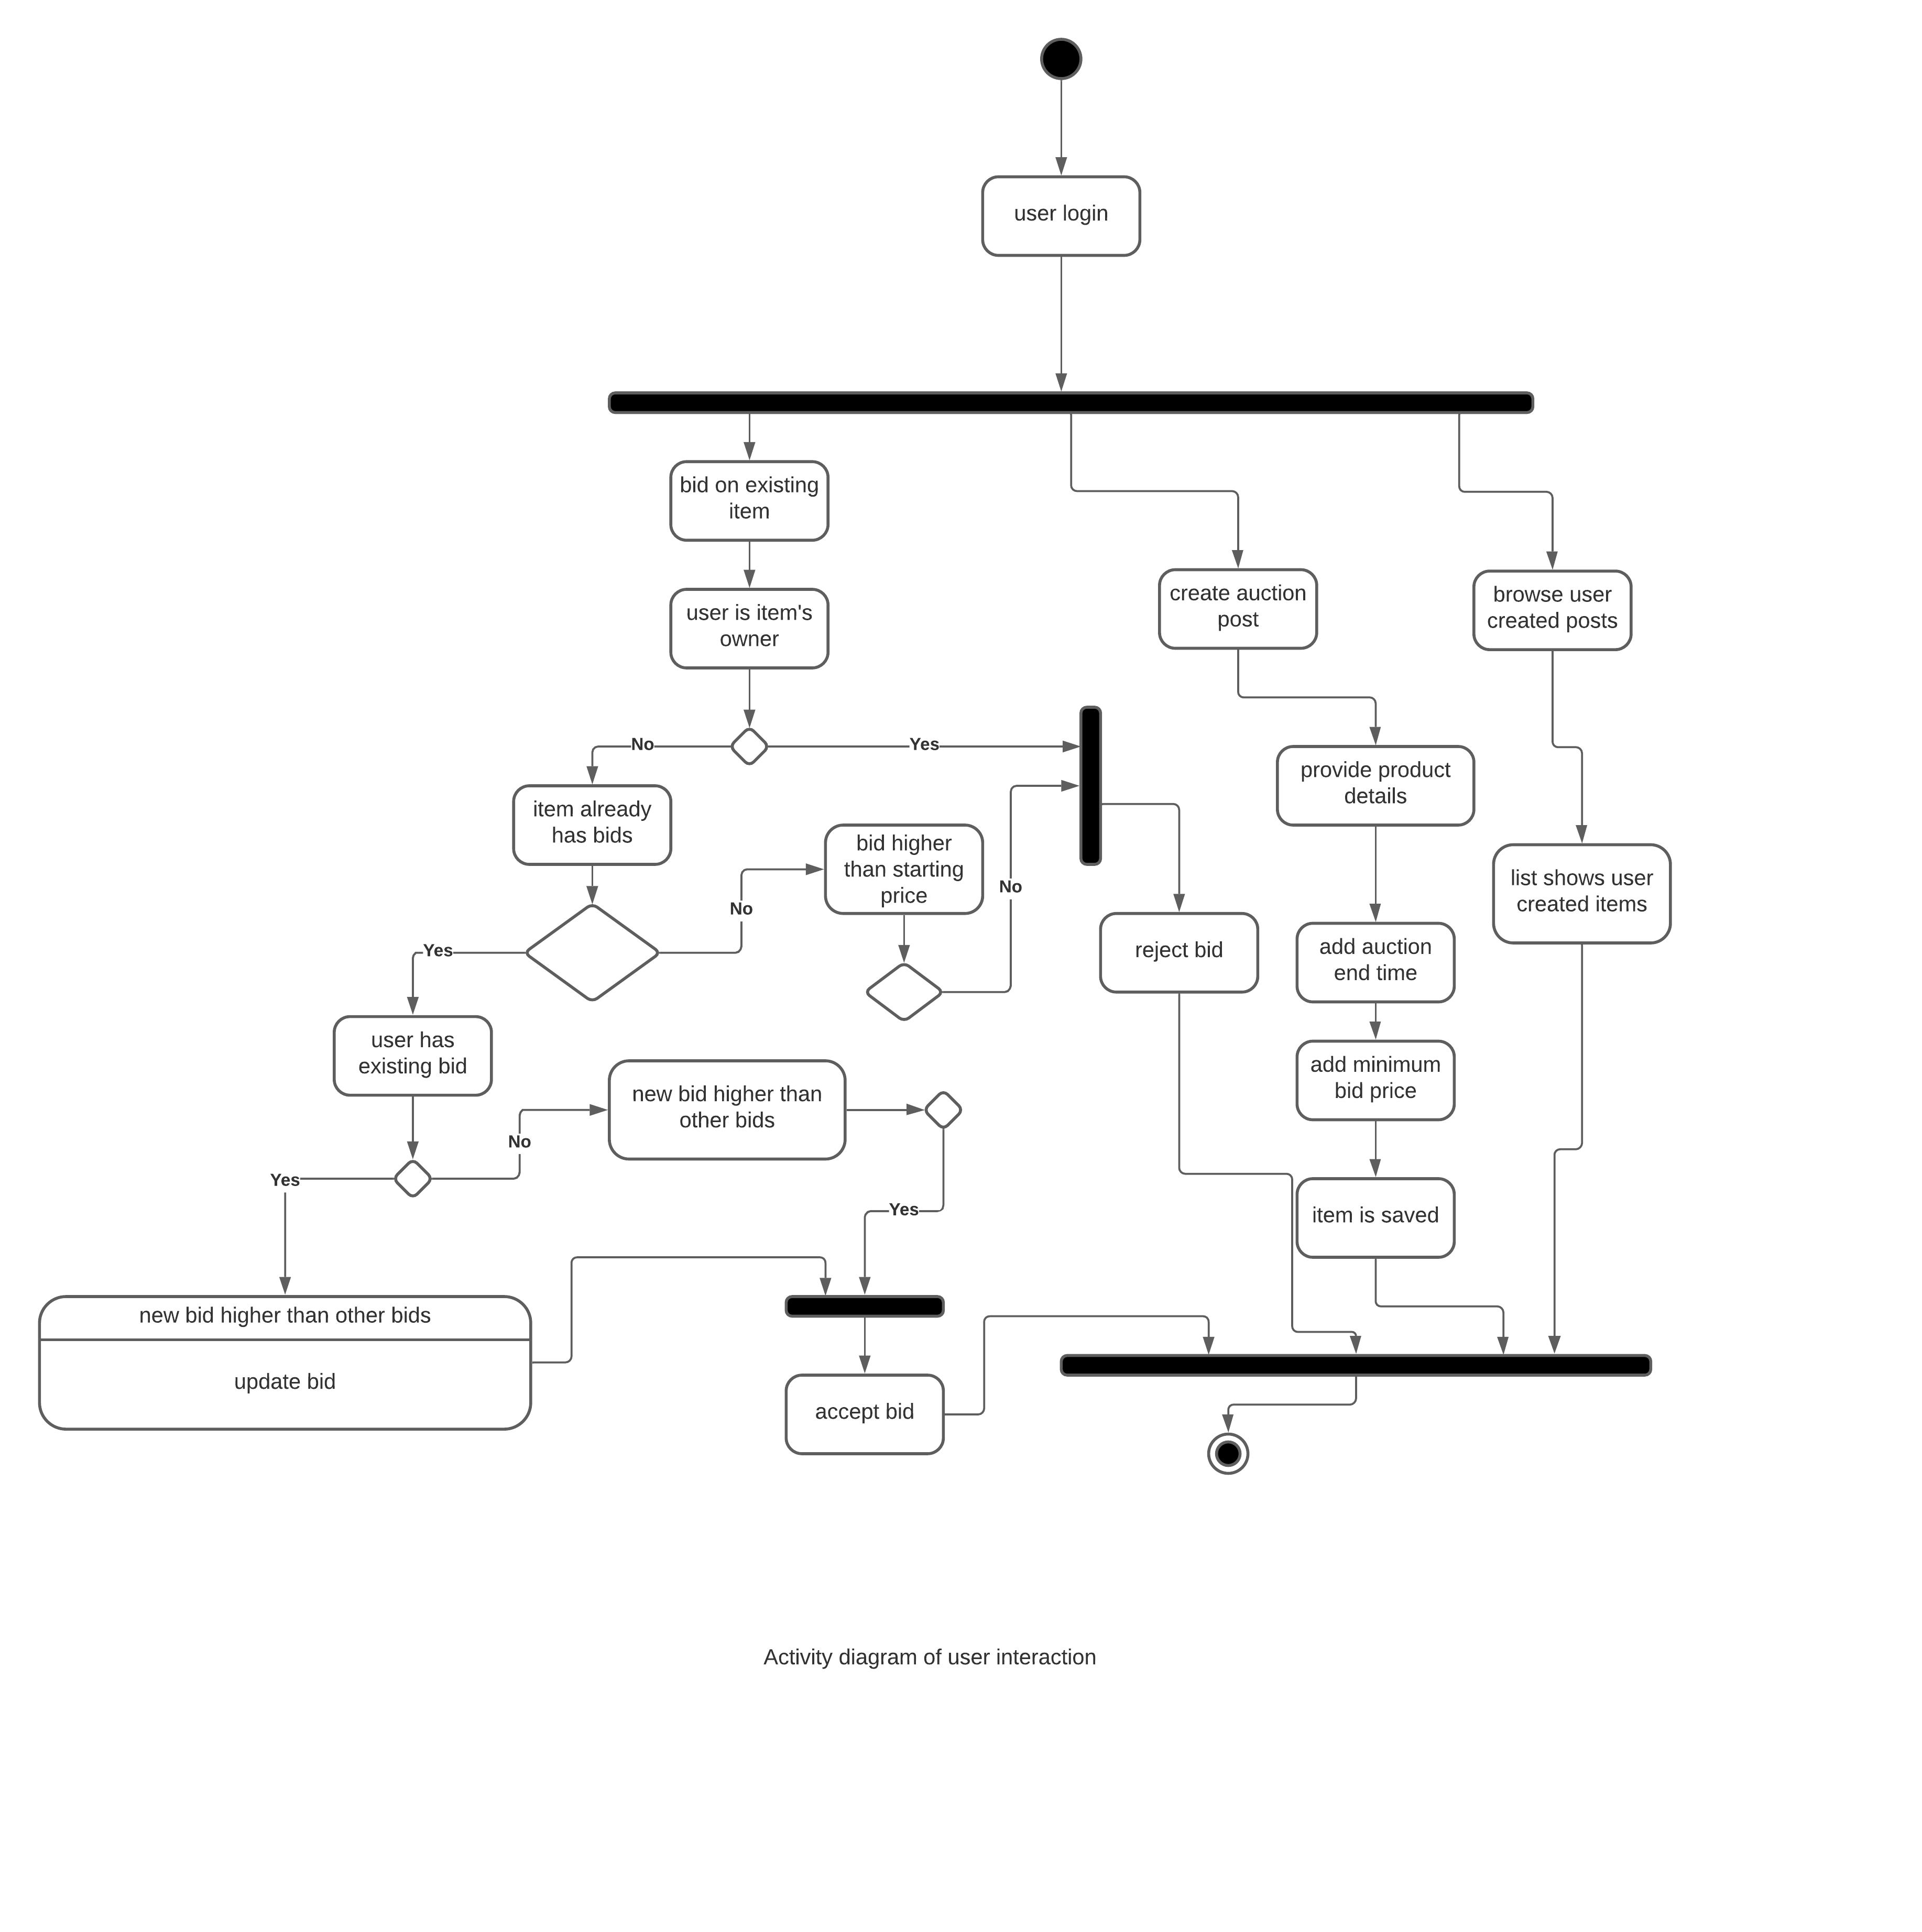 user login
bid on existing
item
user is item's
owner
create auction
post
browse user
created posts
No
Yes
provide product
details
item already
has bids
bid higher
than starting
price
No
No
list shows user
created items
Yes
reject bid
add auction
end time
user has
existing bid
add minimum
bid price
new bid higher than
other bids
No
Yes
Yes
item is saved
new bid higher than other bids
update bid
accept bid
Activity diagram of user interaction